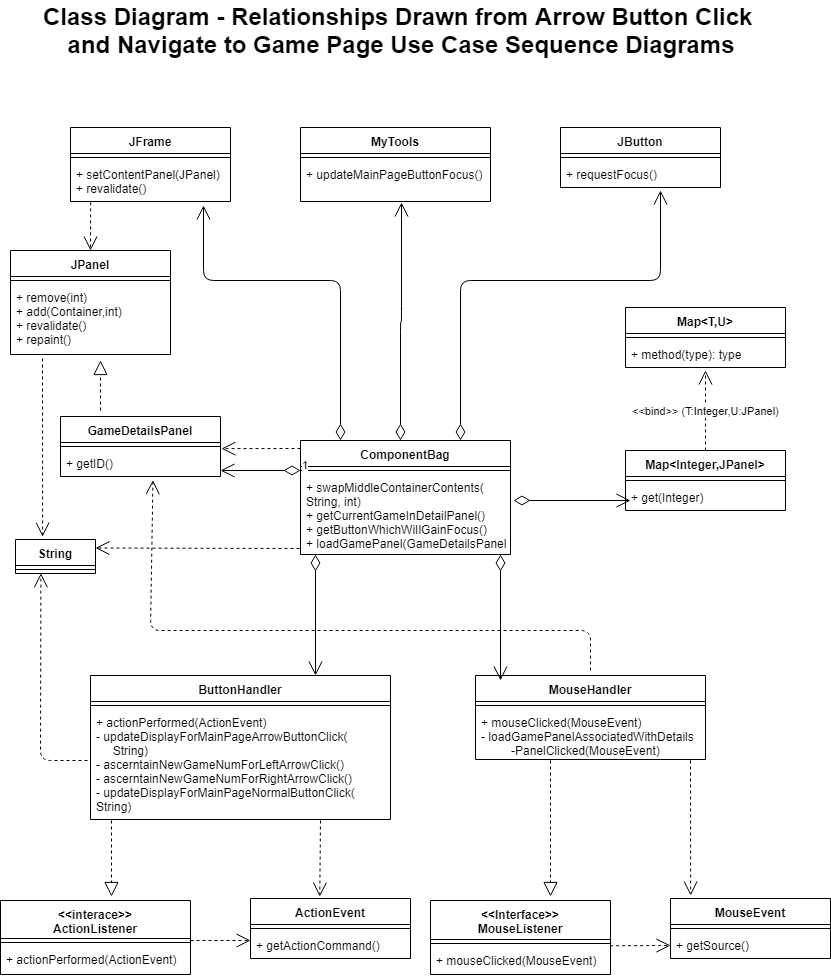 Class Diagram - Relationships Drawn from Arrow Button Click
and Navigate to Game Page Use Case Sequence Diagrams
JFrame
+ setContentPanel(JPanel)
+ revalidate()
MyTools
+ updateMainPageButtonFocus()
JButton
+ requestFocus()
JPanel
+ remove(int)
+ add(Container,int)
+ revalidate()
+ repaint()
Map<T,U>
+ method(type): type
<<bind>> (T:Integer,U:JPanel)
GameDetailsPanel
+ getID()
ComponentBag
1
+ swapMiddleContainerContents(
String, int)
+ getCurrentGameInDetailPanel()
+ getButtonWhichWillGainFocus()
+ loadGamePanel(GameDetailsPanel
Map<Integer,JPanel>
+ get(Integer)
String
ButtonHandler
+ actionPerformed(ActionEvent)
- updateDisplayForMainPageArrowButtonClick(
String)
- ascerntainNewGameNumForLeftArrowClick()
- ascerntainNewGameNumForRightArrowClick()
- updateDisplayForMainPageNormalButtonClick(
String)
MouseHandler
+ mouseClicked(MouseEvent)
- loadGamePanelAssociatedWithDetails
-PanelClicked(MouseEvent)
<<interace>>
ActionListener
+ actionPerformed(ActionEvent)
ActionEvent
+ getActionCommand()
<<Interface>>
MouseListener
+ mouseClicked(MouseEvent)
MouseEvent
+ getSource()